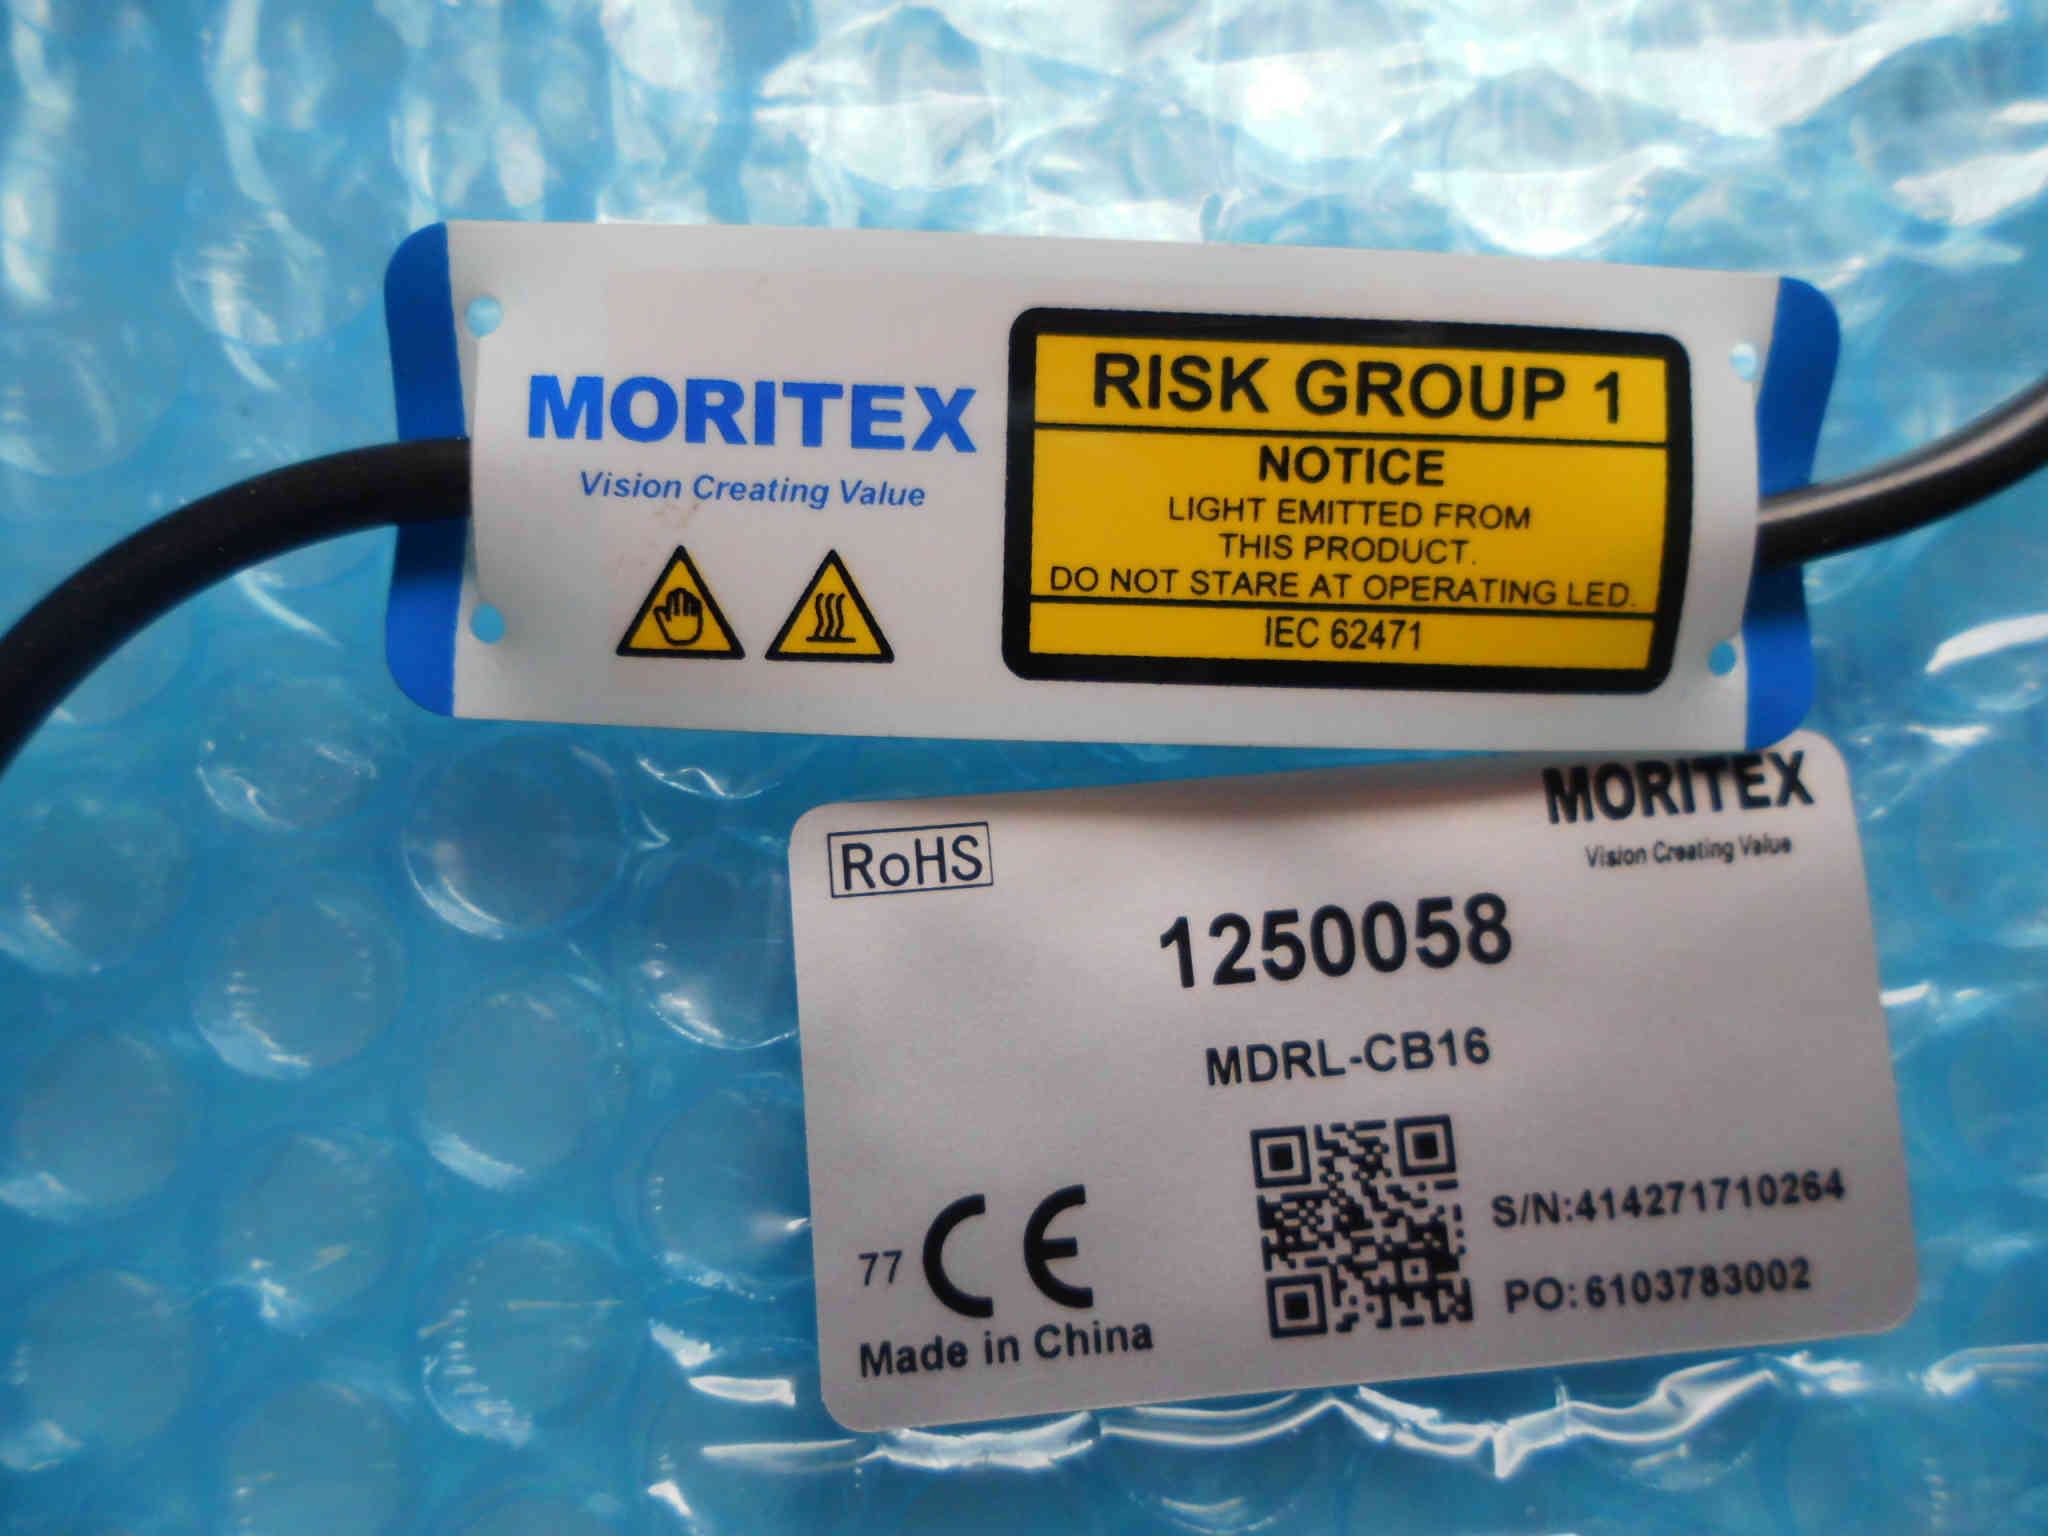 MORITEX
Vision Creating Value
RISK GROUP 1
NOTICE
LIGHT EMITTED FROM
THIS PRODUCT.
DO NOT STARE AT OPERATING LED.
IEC 62471
MORITEX
Vision Creating Value
RoHS
1250058
MDRL-CB16
S/N:414271710264
PO:6103783002
77 CE
Made in China